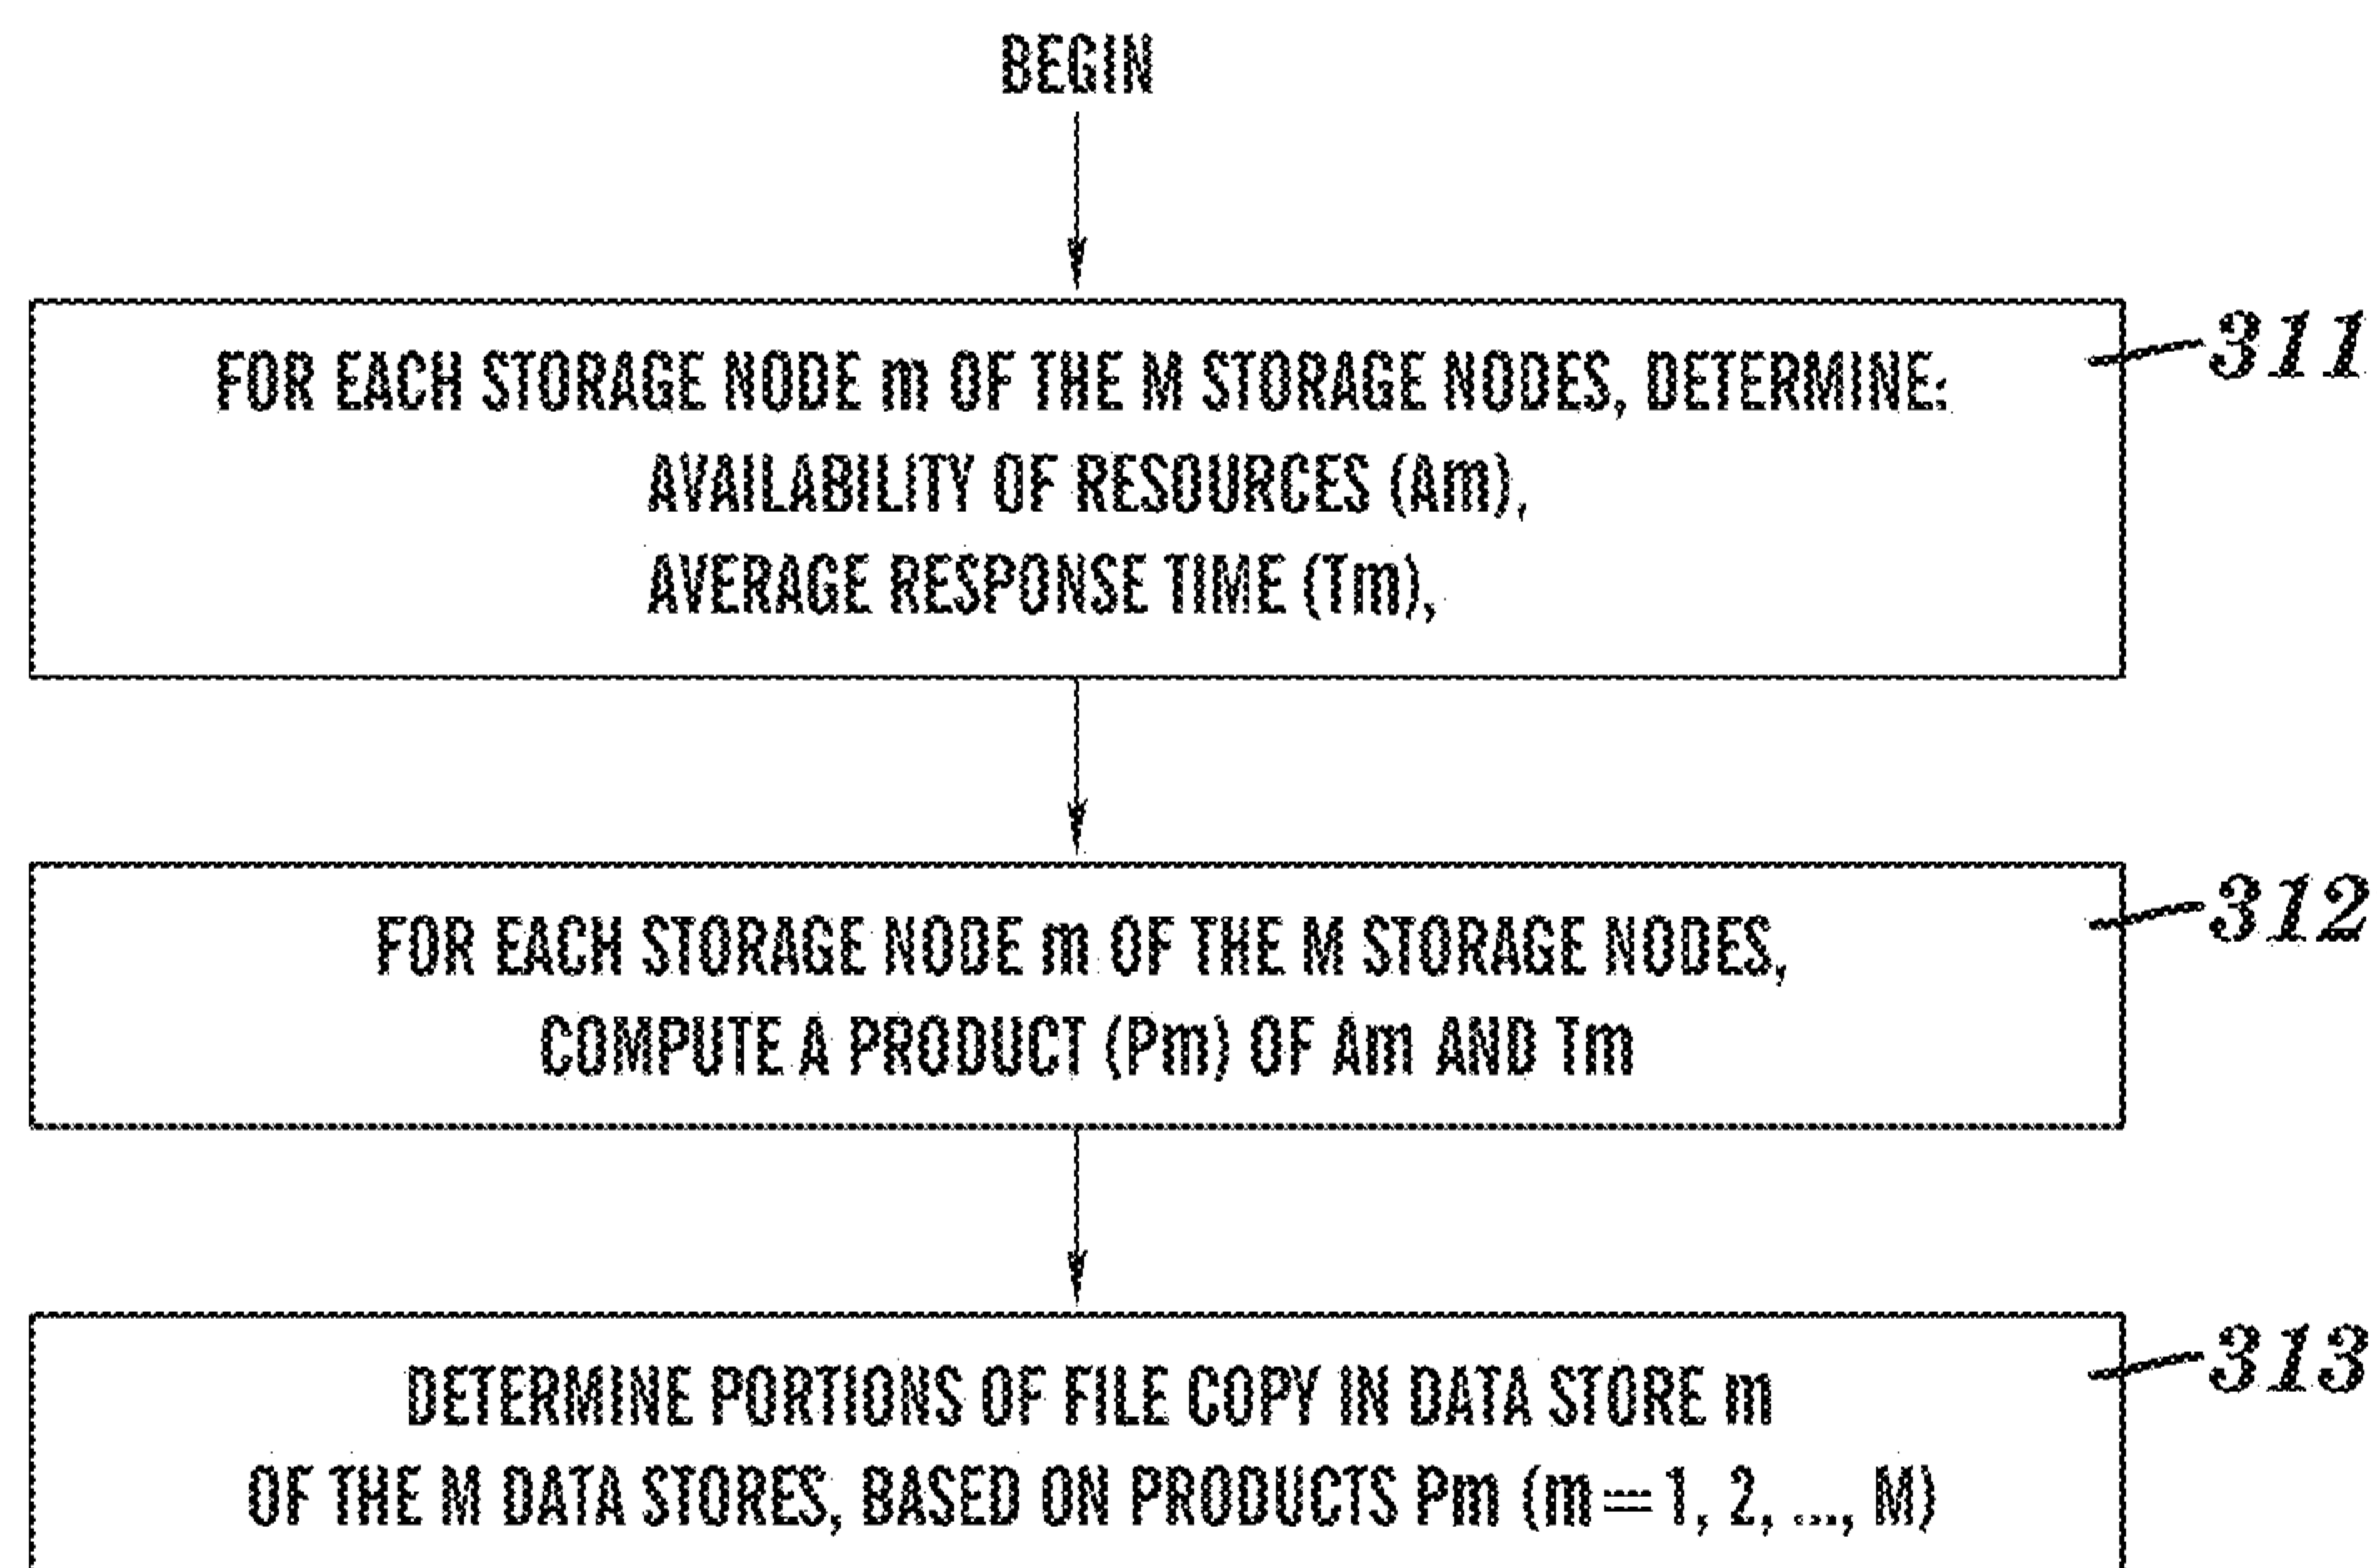 BEGIN
FOR EACH STORAGE NODE m OF THE M STORAGE NODES, DETERMINE:
311
AVAILABILITY OF RESOURCES (Am),
AVERAGE RESPONSE TIME (Tm),
FOR EACH STORAGE NODE m OF THE M STORAGE NODES,
312
COMPUTE A PRODUCT (Pm) OF Am AND Tm
DETERMINE PORTIONS OF FILE COPY IN DATA STORE m
313
OF THE M DATA STORES, BASED ON PRODUCTS Pm (m=1, 2, ..., M)